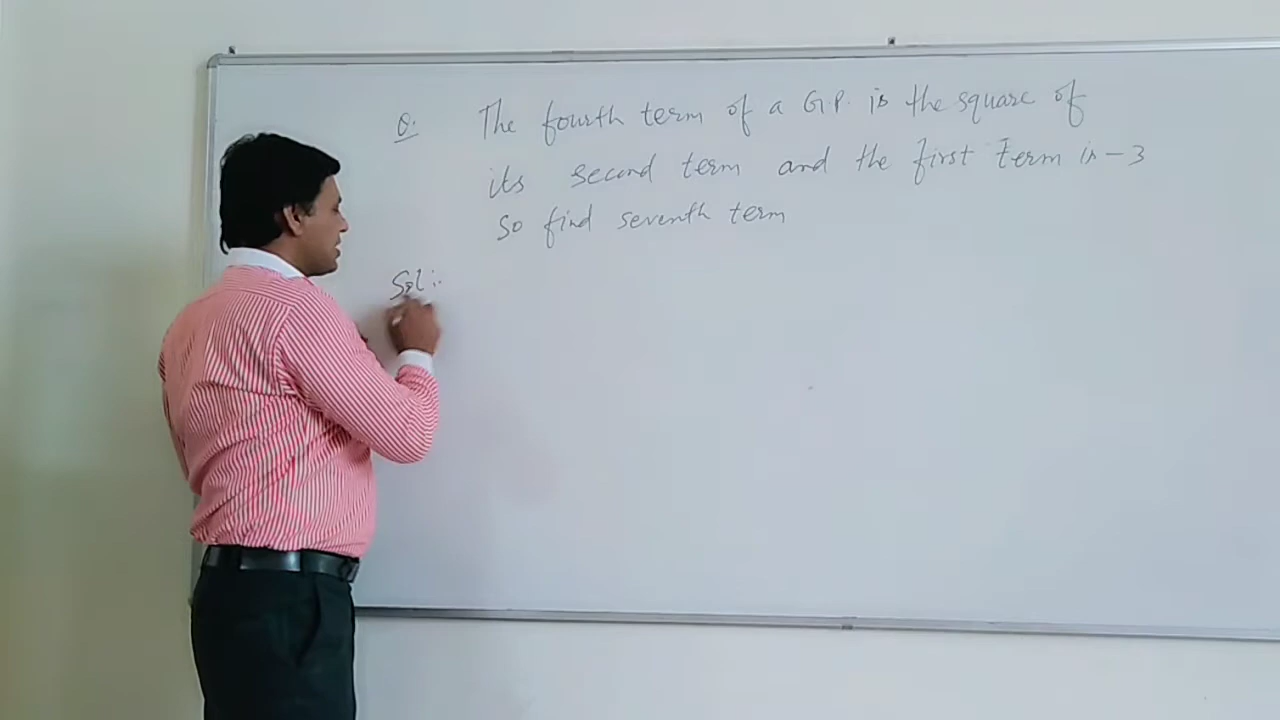 Q. The fourth term of a G.P. is the square of
its second term and the first term is -3
so find seventh term
Sol:-